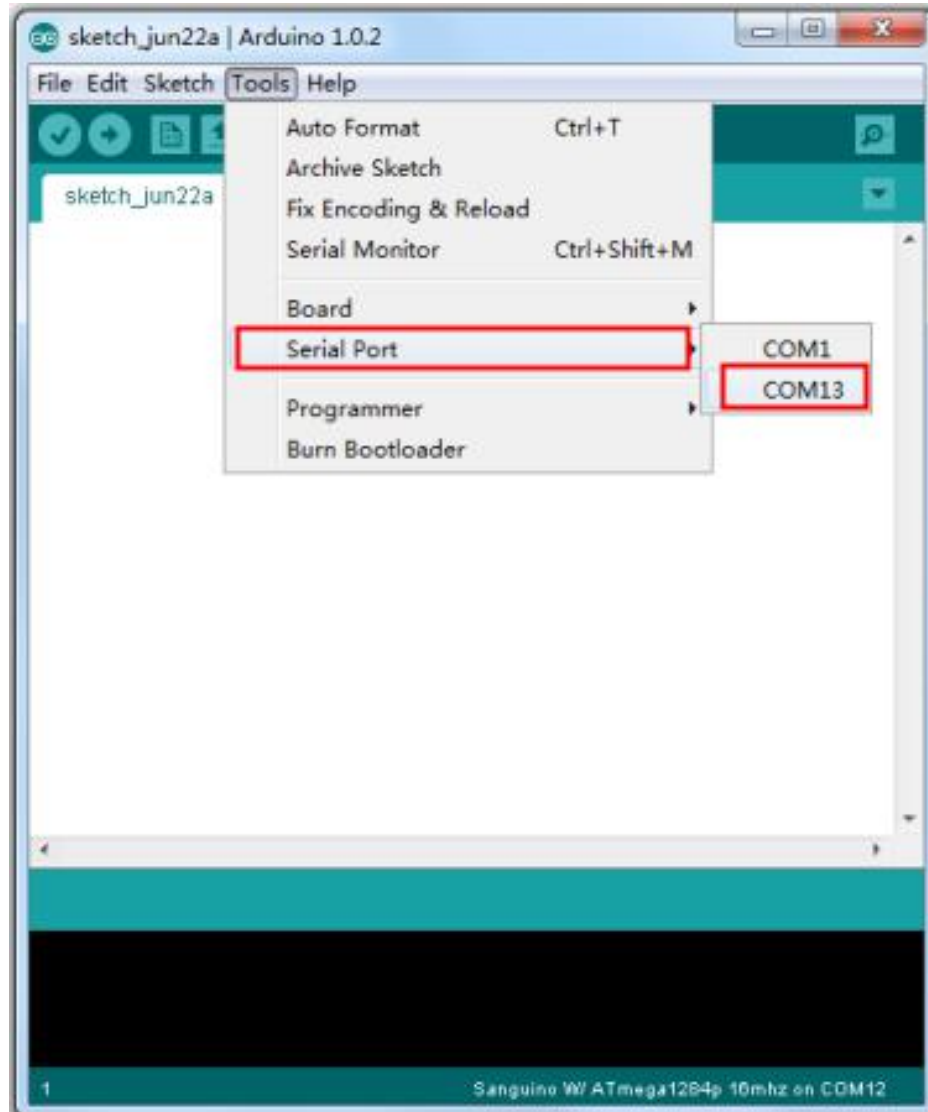 sketch_jun22a | Arduino 1.0.2
File Edit Sketch Tools Help
Auto Format Ctrl+T
Archive Sketch
sketch_jun22a
Fix Encoding & Reload
Serial Monitor Ctrl+Shift+M
Board
Serial Port
COM1
COM13
Programmer
Burn Bootloader
1 Sanguino W/ ATmega1284p 16mhz on COM12